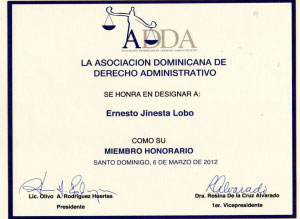 ADDA
LA ASOCIACION DOMINICANA DE
DERECHO ADMINISTRATIVO
SE HONRA EN DESIGNAR A:
Ernesto Jinesta Lobo
COMO SU
MIEMBRO HONORARIO
SANTO DOMINIGO, 6 DE MARZO DE 2012
Lic. Olivo A. Rodríguez Huertas
Presidente
Dra. Rosina De la Cruz Alvarado
1er. Vicepresidente